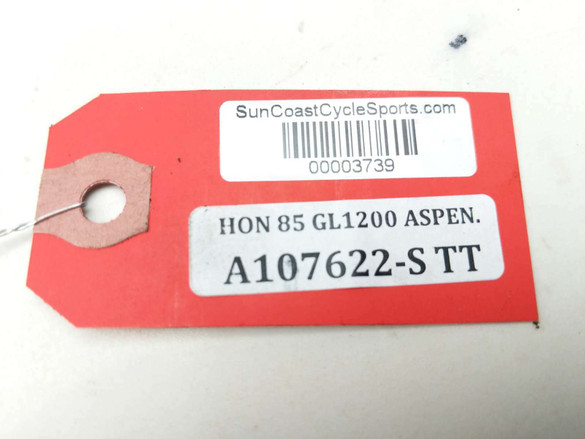 SunCoastCycleSports.com
00003739
HON 85 GL1200 ASPEN.
A107622-S TT